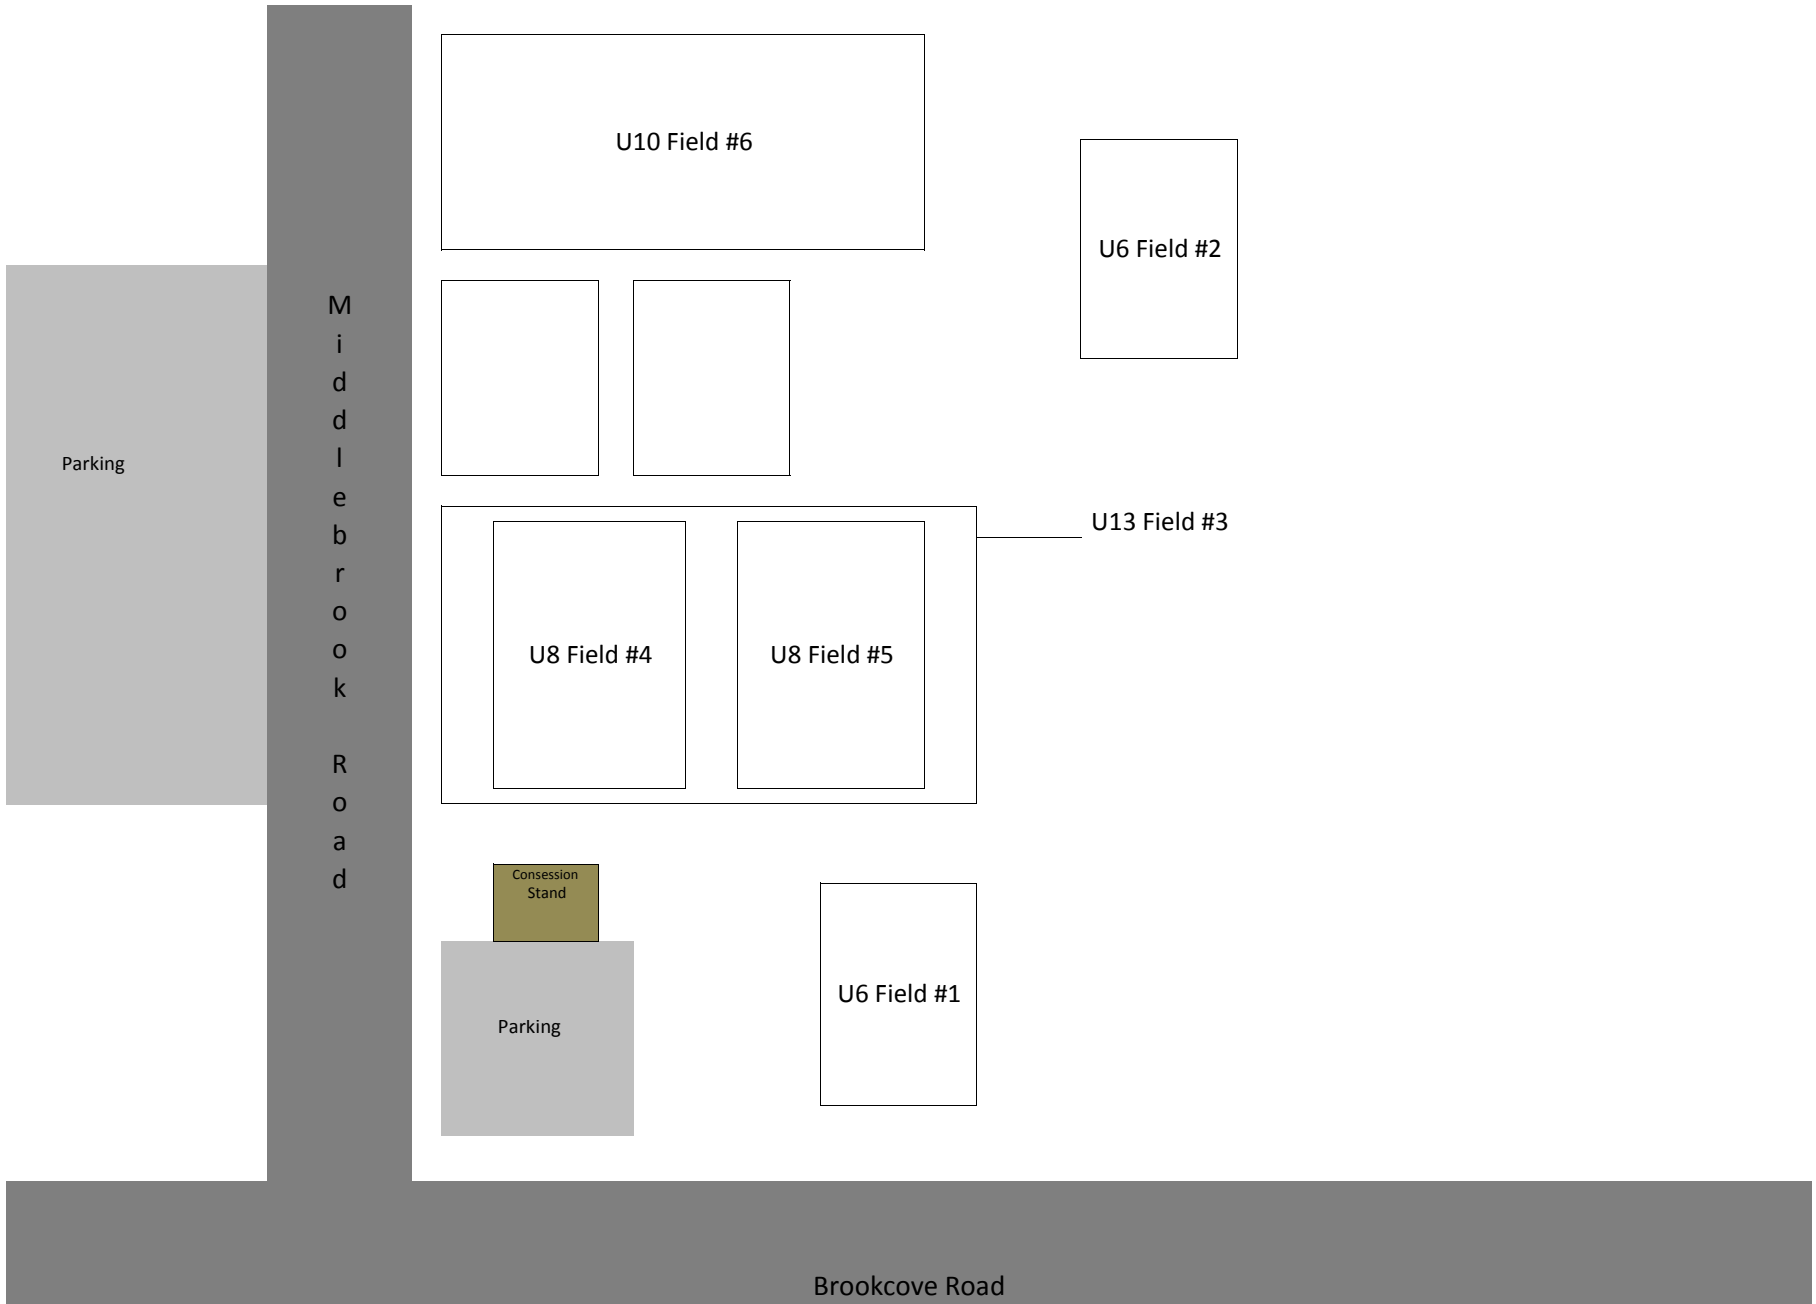 U10 Field #6
U6 Field #2
Middlebrook Road
Parking
U13 Field #3
U8 Field #4
U8 Field #5
Consession
Stand
U6 Field #1
Parking
Brookcove Road